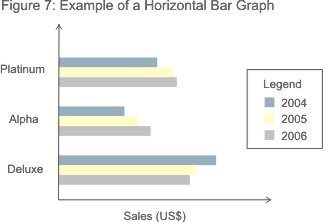 Figure 7: Example of a Horizontal Bar Graph
Platinum
Alpha
Deluxe
Legend
2004
2005
2006
Sales (US$)